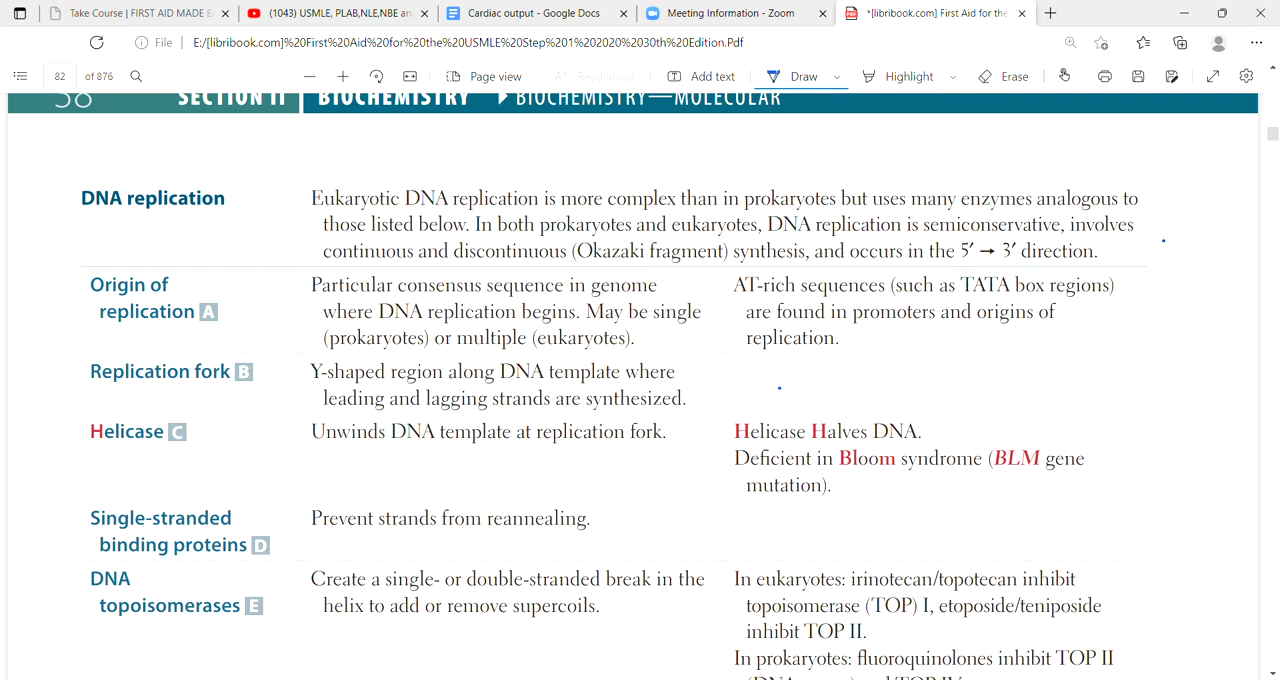 Take Course | FIRST AID MADE E
(1043) USMLE, PLAB,NLE,NBE an
Cardiac output - Google Docs
Meeting Information - Zoom
*[libribook.com] First Aid for the
File
E:/[libribook.com]%20First%20Aid%20for%20the%20USMLE%20Step%201%202020%2030th%20Edition.Pdf
82 of 876
Page view
Read aloud
Add text
Draw
Highlight
Erase
58 SECTION II BIOCHEMISTRY ▶ BIOCHEMISTRY—MOLECULAR
DNA replication
Eukaryotic DNA replication is more complex than in prokaryotes but uses many enzymes analogous to
those listed below. In both prokaryotes and eukaryotes, DNA replication is semiconservative, involves
continuous and discontinuous (Okazaki fragment) synthesis, and occurs in the 5′ → 3′ direction.
Origin of
replication A
Particular consensus sequence in genome
where DNA replication begins. May be single
(prokaryotes) or multiple (eukaryotes).
AT-rich sequences (such as TATA box regions)
are found in promoters and origins of
replication.
Replication fork B
Y-shaped region along DNA template where
leading and lagging strands are synthesized.
Helicase C
Unwinds DNA template at replication fork.
Helicase Halves DNA.
Deficient in Bloom syndrome (BLM gene
mutation).
Single-stranded
binding proteins D
Prevent strands from reannealing.
DNA
topoisomerases E
Create a single- or double-stranded break in the
helix to add or remove supercoils.
In eukaryotes: irinotecan/topotecan inhibit
topoisomerase (TOP) I, etoposide/teniposide
inhibit TOP II.
In prokaryotes: fluoroquinolones inhibit TOP II